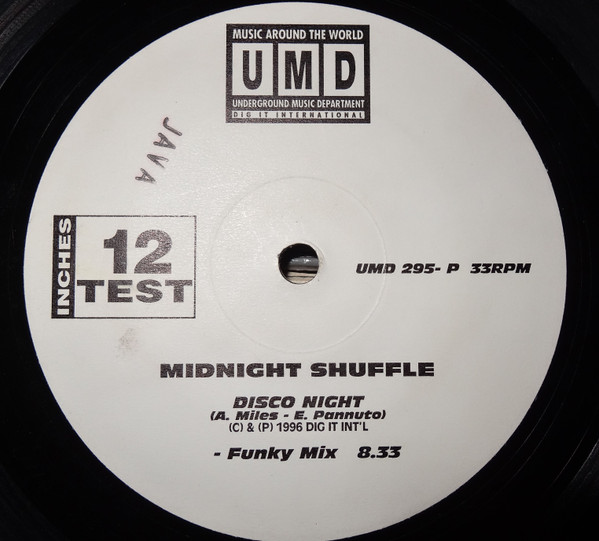 MUSIC AROUND THE WORLD
UMD
UNDERGROUND MUSIC DEPARTMENT
DIG IT INTERNATIONAL
JAVA
INCHES
12
TEST
UMD 295- P 33RPM
MIDNIGHT SHUFFLE
DISCO NIGHT
(A. Miles - E. Pannuto)
(C) & (P) 1996 DIG IT INT'L
- Funky Mix 8.33